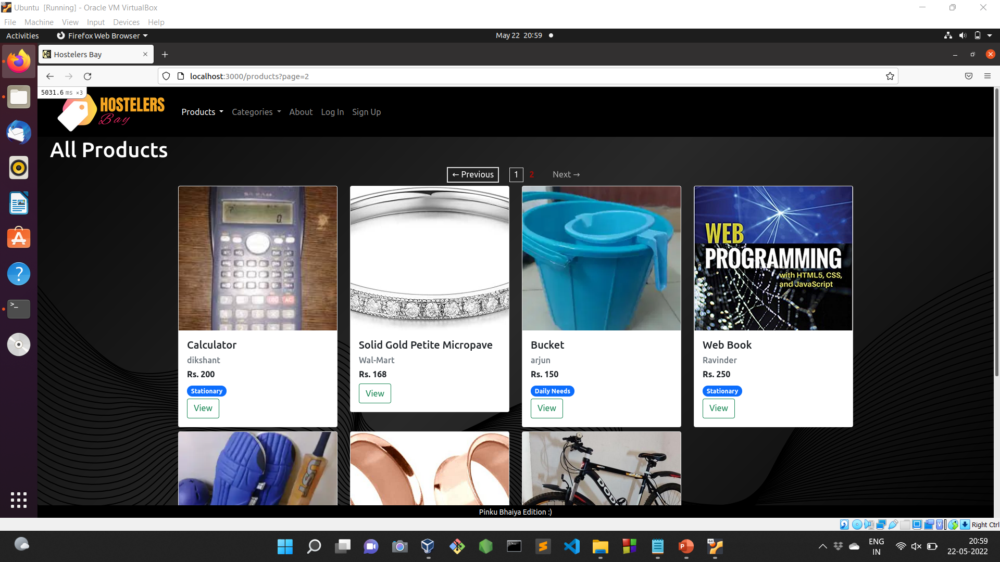 Ubuntu [Running] - Oracle VM VirtualBox
File Machine View Input Devices Help
Activities Firefox Web Browser May 22 20:59
Hostelers Bay
localhost:3000/products?page=2
5031.6 ms ×3
HOSTELERS
Bay
Products Categories About Log In Sign Up
All Products
← Previous 1 2 Next →
WEB
PROGRAMMING
with HTML5, CSS,
and JavaScript
Calculator
dikshant
Rs. 200
Stationary
View
Solid Gold Petite Micropave
Wal-Mart
Rs. 168
View
Bucket
arjun
Rs. 150
Daily Needs
View
Web Book
Ravinder
Rs. 250
Stationary
View
Pinku Bhaiya Edition :)
Right Ctrl
ENG
IN
20:59
22-05-2022